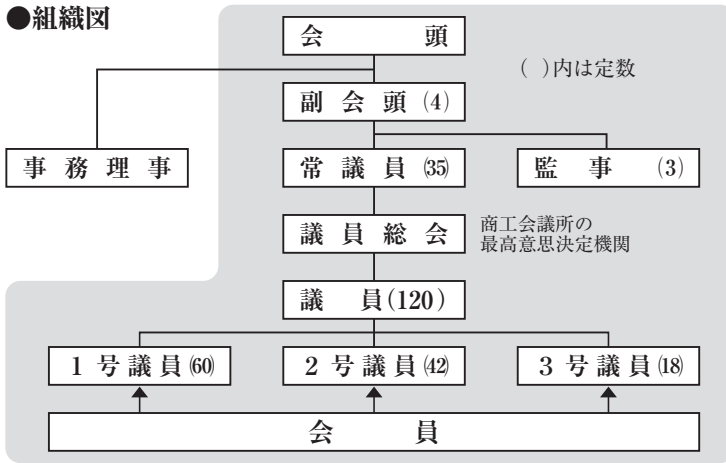 ●組織図
会頭
( )内は定数
副会頭(4)
事務理事
常議員(35)
監事(3)
議員総会
商工会議所の
最高意思決定機関
議員(120)
1号議員(60)
2号議員(42)
3号議員(18)
会員